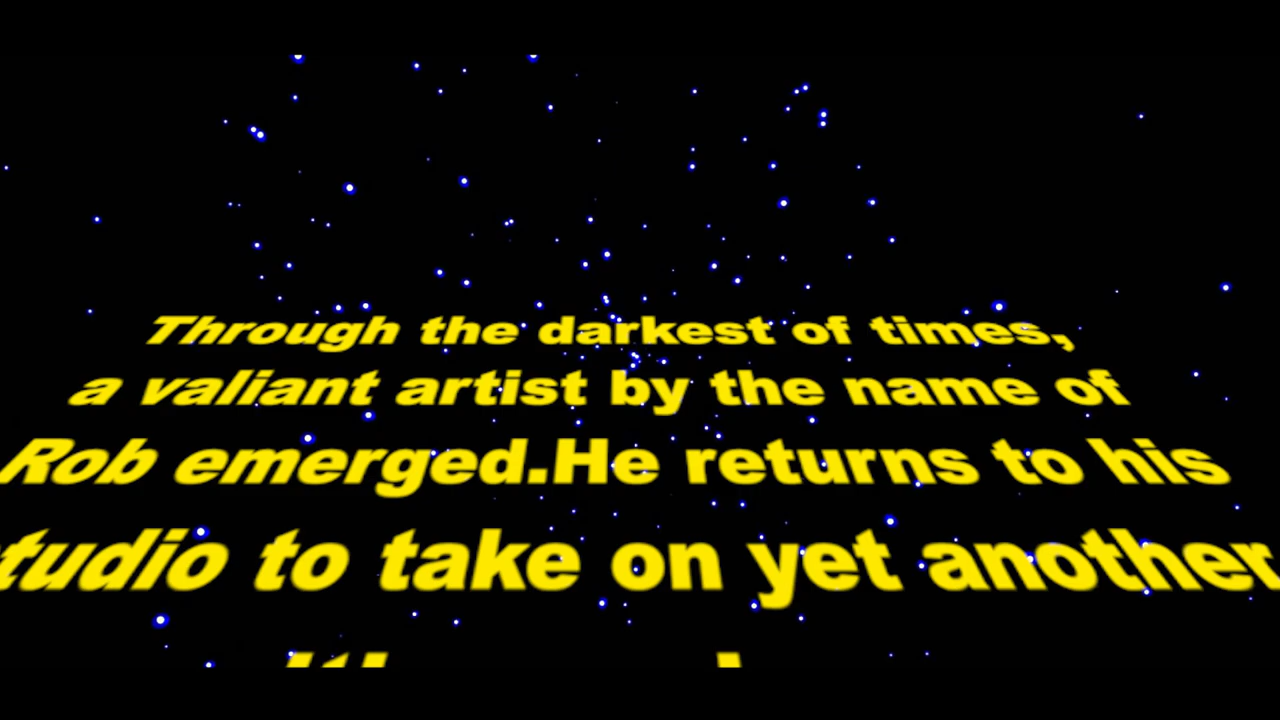 Through the darkest of times,
a valiant artist by the name of
Rob emerged.He returns to his
tudio to take on yet another